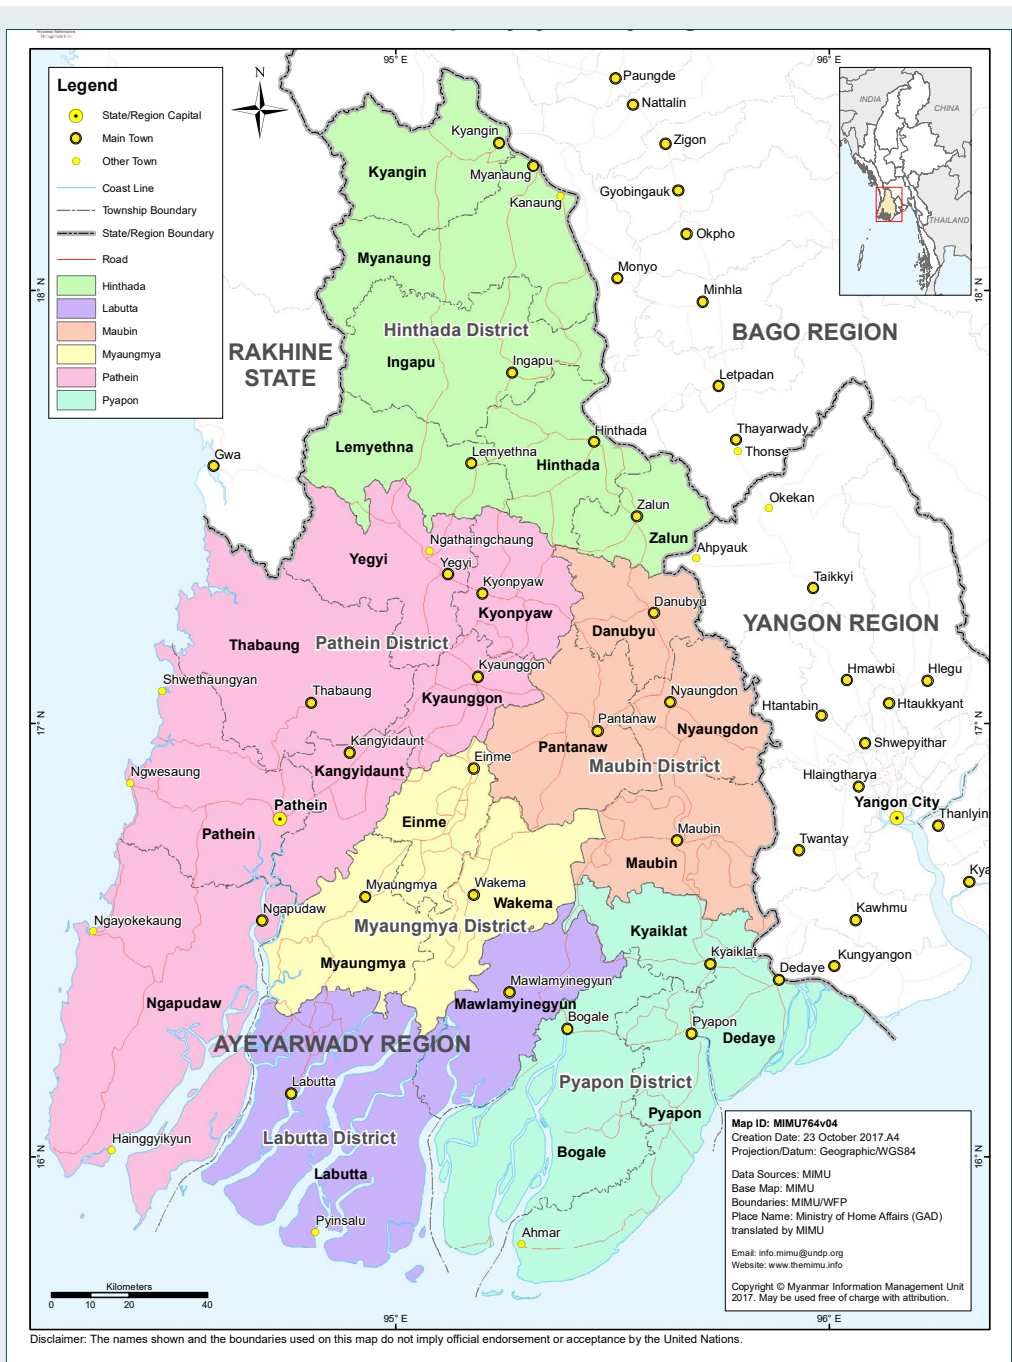 Myanmar Information
Management Unit
95° E
96° E
Legend
State/Region Capital
Main Town
Other Town
Coast Line
Township Boundary
State/Region Boundary
Road
Hinthada
Labutta
Maubin
Myaungmya
Pathein
Pyapon
N
INDIA
CHINA
THAILAND
Paungde
Nattalin
Zigon
Gyobingauk
Okpho
Monyo
Minhla
Letpadan
Thayarwady
Thonse
Okekan
Ahpyauk
Taikkyi
Hmawbi
Hlegu
Htantabin
Htaukkyant
Shwepyithar
Hlaingtharya
Yangon City
Thanlyin
Twantay
Kya
Kawhmu
Kungyangon
BAGO REGION
YANGON REGION
RAKHINE
STATE
Gwa
Kyangin
Kyangin
Myanaung
Kanaung
Myanaung
Hinthada District
Ingapu
Ingapu
Hinthada
Lemyethna
Lemyethna
Hinthada
Zalun
Zalun
18° N
18° N
Ngathaingchaung
Yegyi
Yegyi
Kyonpyaw
Kyonpyaw
Danubyu
Danubyu
Thabaung
Pathein District
Kyaunggon
Shwethaungyan
Thabaung
Kyaunggon
Nyaungdon
Pantanaw
Nyaungdon
17° N
17° N
Kangyidaunt
Pantanaw
Kangyidaunt
Einme
Maubin District
Ngwesaung
Pathein
Pathein
Einme
Maubin
Maubin
Myaungmya
Wakema
Wakema
Ngayokekaung
Ngapudaw
Myaungmya District
Kyaiklat
Kyaiklat
Myaungmya
Dedaye
Mawlamyinegyun
Ngapudaw
Mawlamyinegyun
Bogale
Pyapon
AYEYARWADY REGION
Dedaye
Labutta
Pyapon District
Pyapon
Labutta District
Hainggyikyun
Bogale
Labutta
Pyinsalu
Ahmar
16° N
16° N
Map ID: MIMU764v04
Creation Date: 23 October 2017.A4
Projection/Datum: Geographic/WGS84
Data Sources: MIMU
Base Map: MIMU
Boundaries: MIMU/WFP
Place Name: Ministry of Home Affairs (GAD)
translated by MIMU
Email: info.mimu@undp.org
Website: www.themimu.info
Copyright © Myanmar Information Management Unit
2017. May be used free of charge with attribution.
Kilometers
0 10 20 40
95° E
96° E
Disclaimer: The names shown and the boundaries used on this map do not imply official endorsement or acceptance by the United Nations.